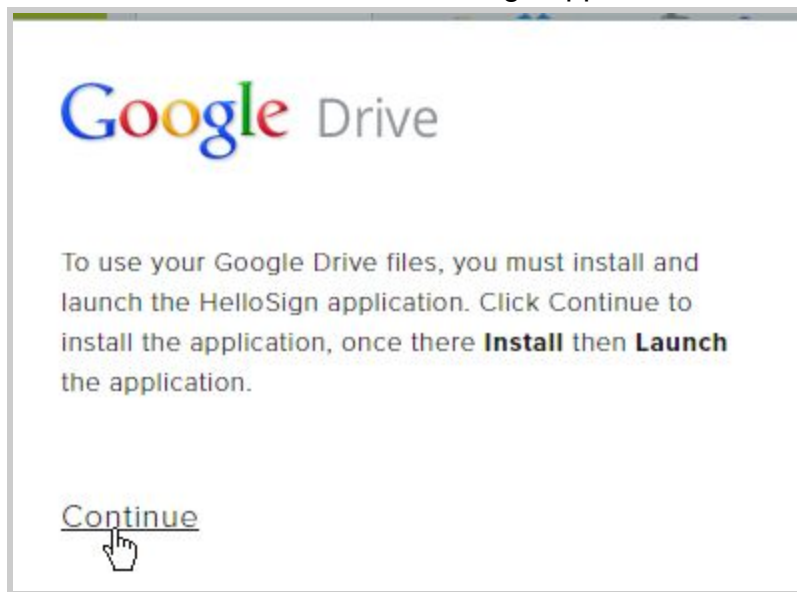 Google Drive
To use your Google Drive files, you must install and
launch the HelloSign application. Click Continue to
install the application, once there Install then Launch
the application.
Continue